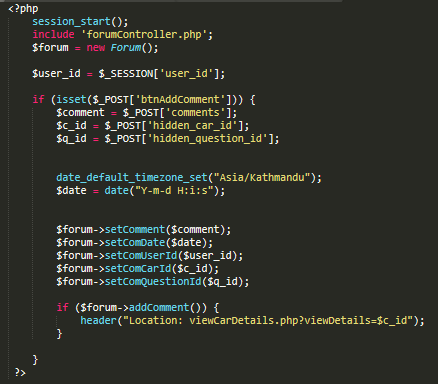 <?php
session_start();
include 'forumController.php';
$forum = new Forum();
$user_id = $_SESSION['user_id'];
if (isset($_POST['btnAddComment'])) {
$comment = $_POST['comments'];
$c_id = $_POST['hidden_car_id'];
$q_id = $_POST['hidden_question_id'];
date_default_timezone_set("Asia/Kathmandu");
$date = date("Y-m-d H:i:s");
$forum->setComment($comment);
$forum->setComDate($date);
$forum->setComUserId($user_id);
$forum->setComCarId($c_id);
$forum->setComQuestionId($q_id);
if ($forum->addComment()) {
header("Location: viewCarDetails.php?viewDetails=$c_id");
}
}
?>